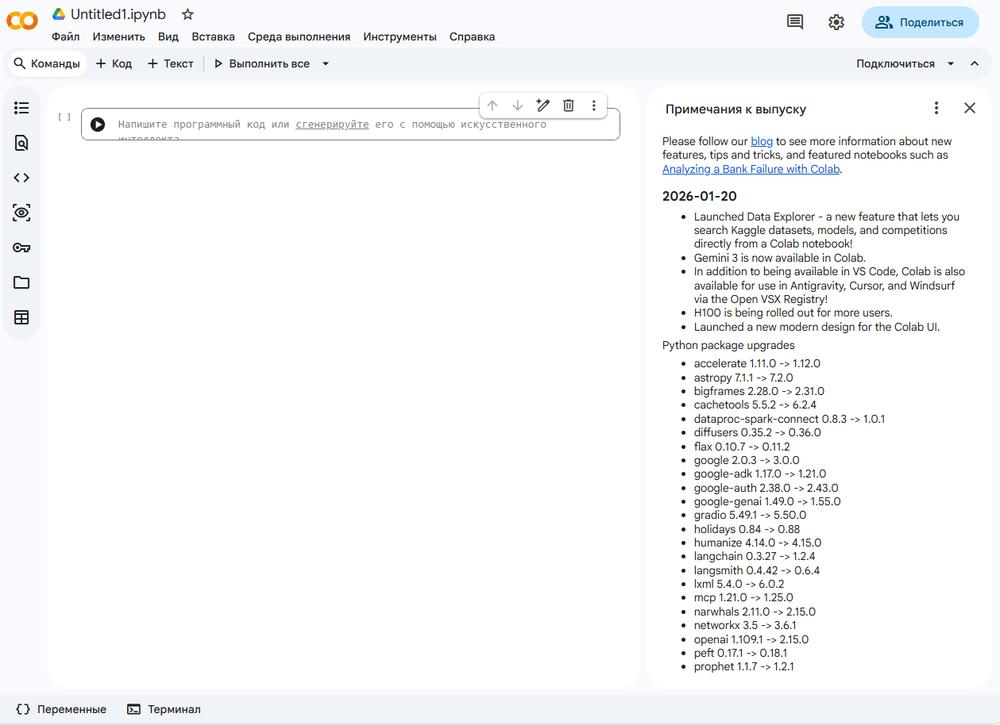 Untitled1.ipynb
Файл Изменить Вид Вставка Среда выполнения Инструменты Справка
Поделиться
Команды + Код + Текст Выполнить все
Подключиться
[ ]
Напишите программный код или сгенерируйте его с помощью искусственного
интеллекта
Примечания к выпуску
Please follow our blog to see more information about new
features, tips and tricks, and featured notebooks such as
Analyzing a Bank Failure with Colab.
2026-01-20
• Launched Data Explorer - a new feature that lets you
search Kaggle datasets, models, and competitions
directly from a Colab notebook!
• Gemini 3 is now available in Colab.
• In addition to being available in VS Code, Colab is also
available for use in Antigravity, Cursor, and Windsurf
via the Open VSX Registry!
• H100 is being rolled out for more users.
• Launched a new modern design for the Colab UI.
Python package upgrades
• accelerate 1.11.0 -> 1.12.0
• astropy 7.1.1 -> 7.2.0
• bigframes 2.28.0 -> 2.31.0
• cachetools 5.5.2 -> 6.2.4
• dataproc-spark-connect 0.8.3 -> 1.0.1
• diffusers 0.35.2 -> 0.36.0
• flax 0.10.7 -> 0.11.2
• google 2.0.3 -> 3.0.0
• google-adk 1.17.0 -> 1.21.0
• google-auth 2.38.0 -> 2.43.0
• google-genai 1.49.0 -> 1.55.0
• gradio 5.49.1 -> 5.50.0
• holidays 0.84 -> 0.88
• humanize 4.14.0 -> 4.15.0
• langchain 0.3.27 -> 1.2.4
• langsmith 0.4.42 -> 0.6.4
• lxml 5.4.0 -> 6.0.2
• mcp 1.21.0 -> 1.25.0
• narwhals 2.11.0 -> 2.15.0
• networkx 3.5 -> 3.6.1
• openai 1.109.1 -> 2.15.0
• peft 0.17.1 -> 0.18.1
• prophet 1.1.7 -> 1.2.1
Переменные Терминал